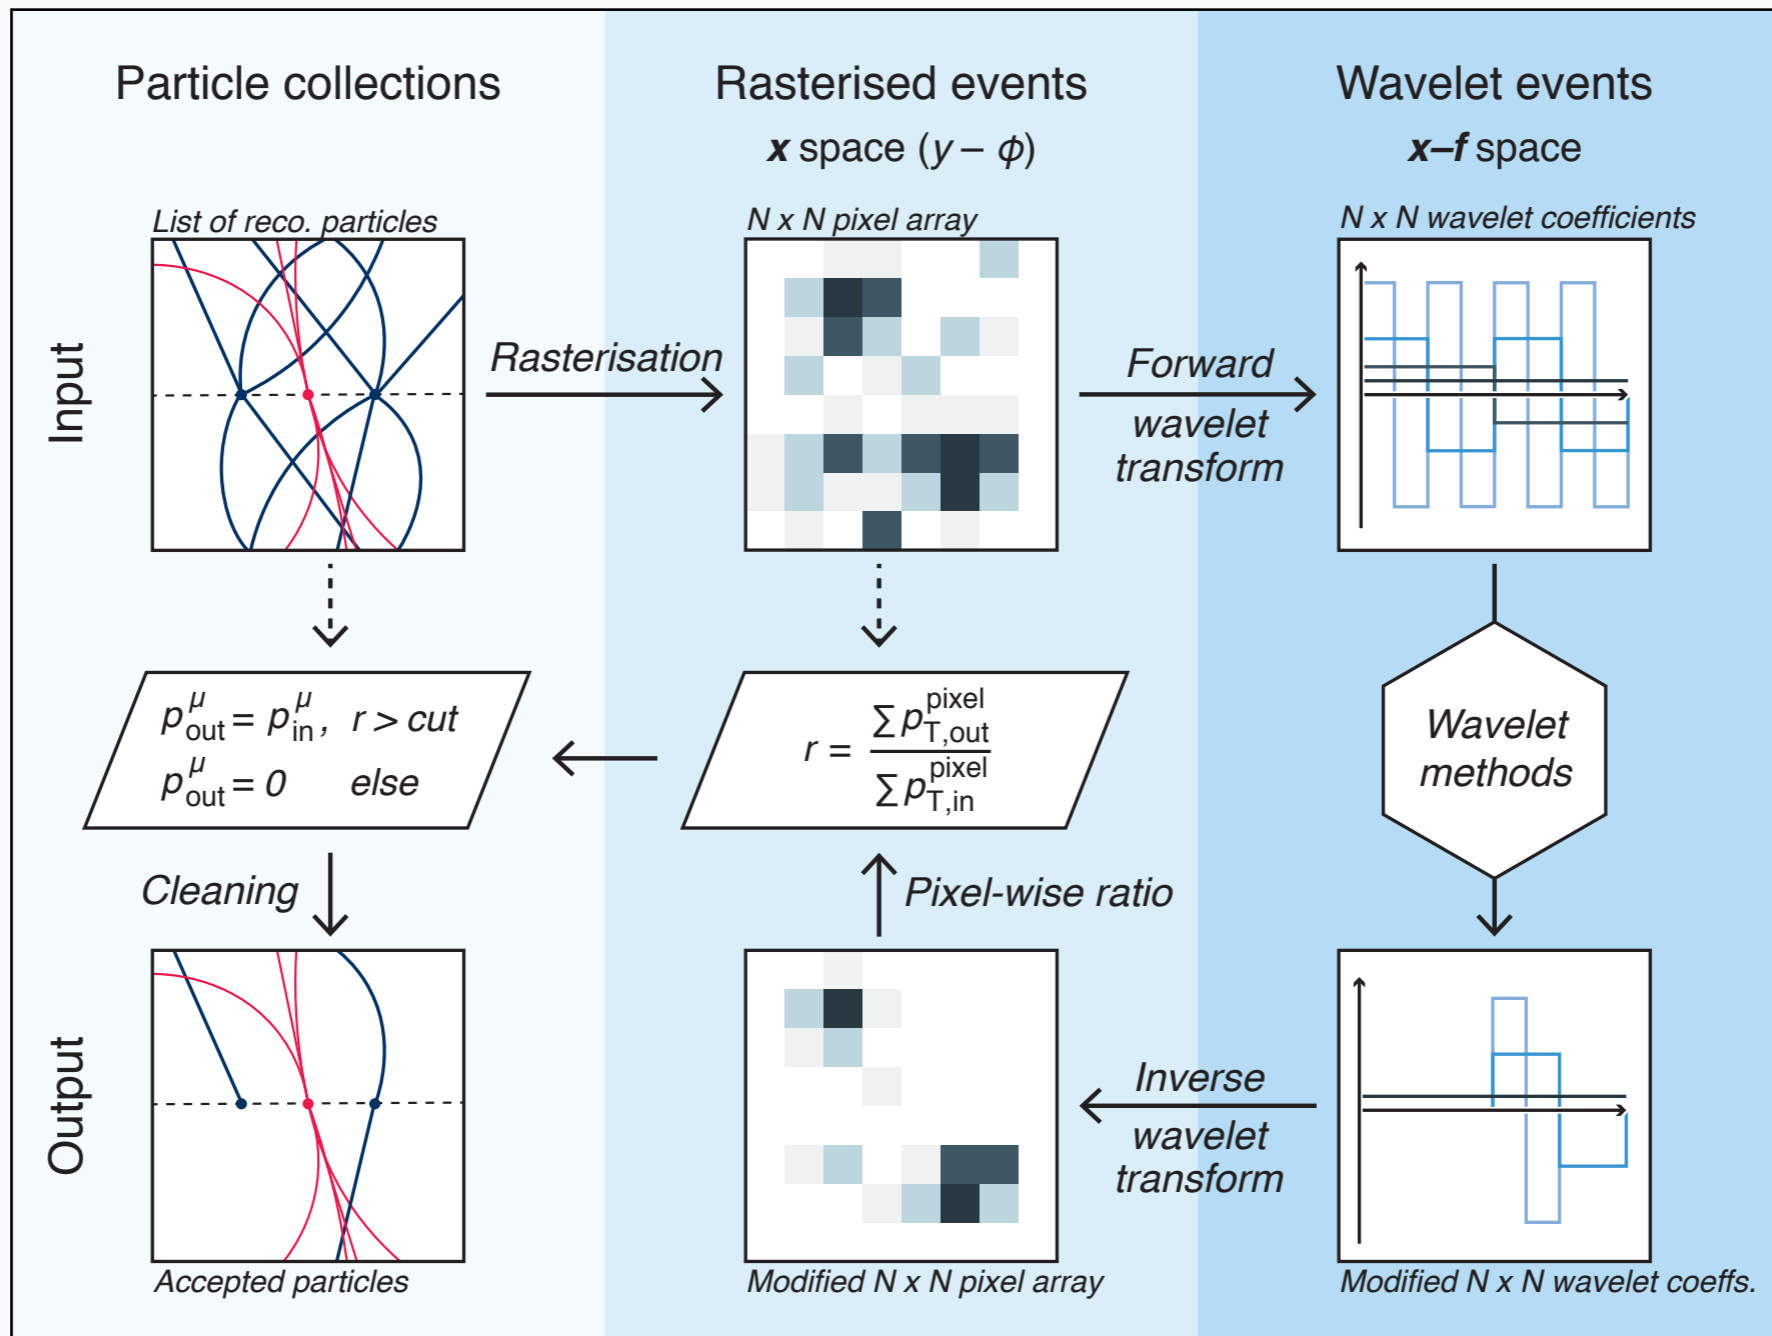 Particle collections
Rasterised events
x space (y – ϕ)
Wavelet events
x–f space
Input
List of reco. particles
Rasterisation
N x N pixel array
Forward
wavelet
transform
N x N wavelet coefficients
p^μ_out = p^μ_in, r > cut
p^μ_out = 0 else
r = ∑ p^pixel_T,out / ∑ p^pixel_T,in
Wavelet
methods
Cleaning
Pixel-wise ratio
Output
Accepted particles
Modified N x N pixel array
Inverse
wavelet
transform
Modified N x N wavelet coeffs.